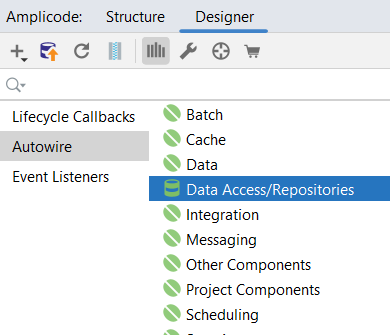 Amplicode: Structure Designer
Lifecycle Callbacks
Autowire
Event Listeners
Batch
Cache
Data
Data Access/Repositories
Integration
Messaging
Other Components
Project Components
Scheduling